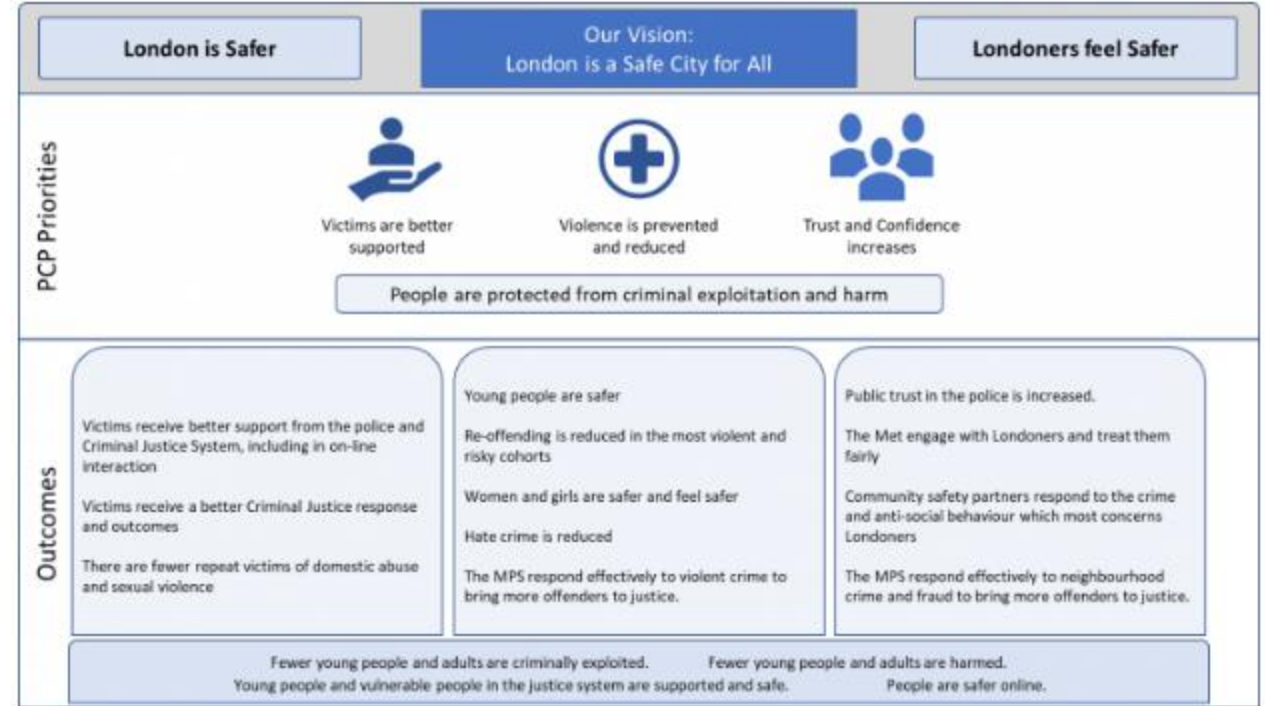 London is Safer
Our Vision:
London is a Safe City for All
Londoners feel Safer
PCP Priorities
Victims are better
supported
Violence is prevented
and reduced
Trust and Confidence
increases
People are protected from criminal exploitation and harm
Outcomes
Victims receive better support from the police and
Criminal Justice System, including in on-line
interaction
Victims receive a better Criminal Justice response
and outcomes
There are fewer repeat victims of domestic abuse
and sexual violence
Young people are safer
Re-offending is reduced in the most violent and
risky cohorts
Women and girls are safer and feel safer
Hate crime is reduced
The MPS respond effectively to violent crime to
bring more offenders to justice.
Public trust in the police is increased.
The Met engage with Londoners and treat them
fairly
Community safety partners respond to the crime
and anti-social behaviour which most concerns
Londoners
The MPS respond effectively to neighbourhood
crime and fraud to bring more offenders to justice.
Fewer young people and adults are criminally exploited. Fewer young people and adults are harmed.
Young people and vulnerable people in the justice system are supported and safe. People are safer online.